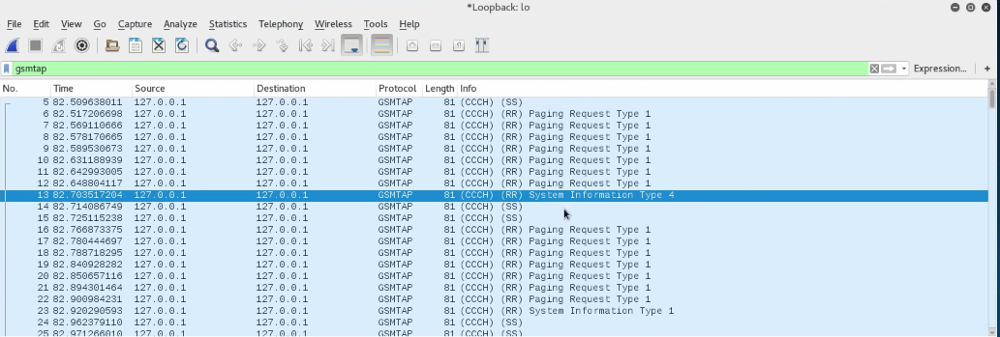 *Loopback: lo
File Edit View Go Capture Analyze Statistics Telephony Wireless Tools Help
gsmtap Expression... +
No. Time Source Destination Protocol Length Info
5 82.509638011 127.0.0.1 127.0.0.1 GSMTAP 81 (CCCH) (SS)
6 82.517206698 127.0.0.1 127.0.0.1 GSMTAP 81 (CCCH) (RR) Paging Request Type 1
7 82.569110666 127.0.0.1 127.0.0.1 GSMTAP 81 (CCCH) (RR) Paging Request Type 1
8 82.578170665 127.0.0.1 127.0.0.1 GSMTAP 81 (CCCH) (RR) Paging Request Type 1
9 82.589530673 127.0.0.1 127.0.0.1 GSMTAP 81 (CCCH) (RR) Paging Request Type 1
10 82.631188939 127.0.0.1 127.0.0.1 GSMTAP 81 (CCCH) (RR) Paging Request Type 1
11 82.642993005 127.0.0.1 127.0.0.1 GSMTAP 81 (CCCH) (RR) Paging Request Type 1
12 82.648804117 127.0.0.1 127.0.0.1 GSMTAP 81 (CCCH) (RR) Paging Request Type 1
13 82.703517204 127.0.0.1 127.0.0.1 GSMTAP 81 (CCCH) (RR) System Information Type 4
14 82.714086749 127.0.0.1 127.0.0.1 GSMTAP 81 (CCCH) (SS)
15 82.725115238 127.0.0.1 127.0.0.1 GSMTAP 81 (CCCH) (SS)
16 82.766873375 127.0.0.1 127.0.0.1 GSMTAP 81 (CCCH) (RR) Paging Request Type 1
17 82.780444697 127.0.0.1 127.0.0.1 GSMTAP 81 (CCCH) (RR) Paging Request Type 1
18 82.788718295 127.0.0.1 127.0.0.1 GSMTAP 81 (CCCH) (RR) Paging Request Type 1
19 82.840928282 127.0.0.1 127.0.0.1 GSMTAP 81 (CCCH) (RR) Paging Request Type 1
20 82.850657116 127.0.0.1 127.0.0.1 GSMTAP 81 (CCCH) (RR) Paging Request Type 1
21 82.894301464 127.0.0.1 127.0.0.1 GSMTAP 81 (CCCH) (RR) Paging Request Type 1
22 82.900984231 127.0.0.1 127.0.0.1 GSMTAP 81 (CCCH) (RR) Paging Request Type 1
23 82.920290593 127.0.0.1 127.0.0.1 GSMTAP 81 (CCCH) (RR) System Information Type 1
24 82.962379110 127.0.0.1 127.0.0.1 GSMTAP 81 (CCCH) (SS)
25 82.971266010 127.0.0.1 127.0.0.1 GSMTAP 81 (CCCH) (SS)